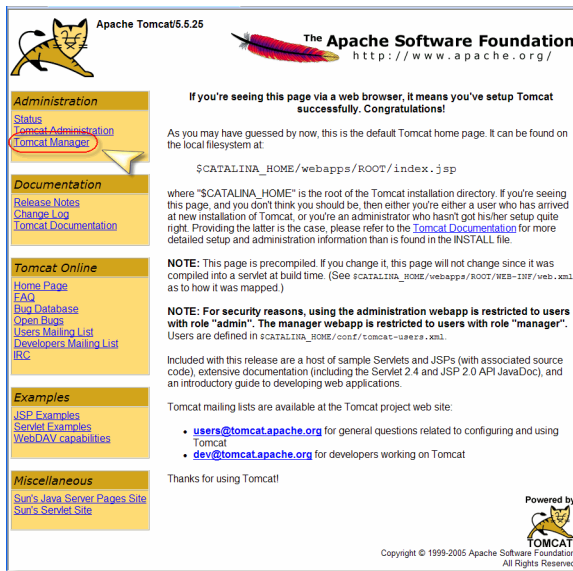 Apache Tomcat/5.5.25
The Apache Software Foundation
http://www.apache.org/
Administration
Status
Tomcat Administration
Tomcat Manager
Documentation
Release Notes
Change Log
Tomcat Documentation
Tomcat Online
Home Page
FAQ
Bug Database
Open Bugs
Users Mailing List
Developers Mailing List
IRC
Examples
JSP Examples
Servlet Examples
WebDAV capabilities
Miscellaneous
Sun's Java Server Pages Site
Sun's Servlet Site
If you're seeing this page via a web browser, it means you've setup Tomcat
successfully. Congratulations!
As you may have guessed by now, this is the default Tomcat home page. It can be found on
the local filesystem at:
$CATALINA_HOME/webapps/ROOT/index.jsp
where "$CATALINA_HOME" is the root of the Tomcat installation directory. If you're seeing
this page, and you don't think you should be, then either you're either a user who has arrived
at new installation of Tomcat, or you're an administrator who hasn't got his/her setup quite
right. Providing the latter is the case, please refer to the Tomcat Documentation for more
detailed setup and administration information than is found in the INSTALL file.
NOTE: This page is precompiled. If you change it, this page will not change since it was
compiled into a servlet at build time. (See $CATALINA_HOME/webapps/ROOT/WEB-INF/web.xml
as to how it was mapped.)
NOTE: For security reasons, using the administration webapp is restricted to users
with role "admin". The manager webapp is restricted to users with role "manager".
Users are defined in $CATALINA_HOME/conf/tomcat-users.xml.
Included with this release are a host of sample Servlets and JSPs (with associated source
code), extensive documentation (including the Servlet 2.4 and JSP 2.0 API JavaDoc), and
an introductory guide to developing web applications.
Tomcat mailing lists are available at the Tomcat project web site:
• users@tomcat.apache.org for general questions related to configuring and using
Tomcat
• dev@tomcat.apache.org for developers working on Tomcat
Thanks for using Tomcat!
Powered by
TOMCAT
Copyright © 1999-2005 Apache Software Foundation
All Rights Reserved